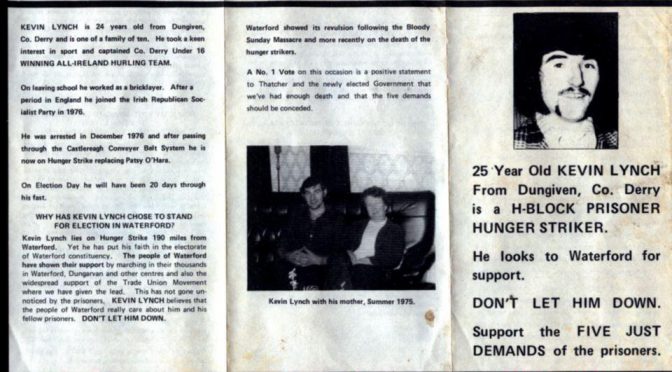 KEVIN LYNCH is 24 years old from Dungiven,
Co. Derry and is one of a family of ten. He took a keen
interest in sport and captained Co. Derry Under 16
WINNING ALL-IRELAND HURLING TEAM.
On leaving school he worked as a bricklayer. After a
period in England he joined the Irish Republican Soc-
ialist Party in 1976.
He was arrested in December 1976 and after passing
through the Castlereagh Conveyer Belt System he is
now on Hunger Strike replacing Patsy O'Hara.
On Election Day he will have been 20 days through
his fast.
WHY HAS KEVIN LYNCH CHOSE TO STAND
FOR ELECTION IN WATERFORD?
Kevin Lynch lies on Hunger Strike 190 miles from
Waterford. Yet he has put his faith in the electorate
of Waterford constituency. The people of Waterford
have shown their support by marching in their thousands
in Waterford, Dungarvan and other centres and also the
widespread support of the Trade Union Movement
where we have given the lead. This has not gone un-
noticed by the prisoners. KEVIN LYNCH believes that
the people of Waterford really care about him and his
fellow prisoners. DON'T LET HIM DOWN.
Waterford showed its revulsion following the Bloody
Sunday Massacre and more recently on the death of the
hunger strikers.
A No. 1 Vote on this occasion is a positive statement
to Thatcher and the newly elected Government that
we've had enough death and that the five demands
should be conceded.
Kevin Lynch with his mother, Summer 1975.
25 Year Old KEVIN LYNCH
From Dungiven, Co. Derry
is a H-BLOCK PRISONER
HUNGER STRIKER.
He looks to Waterford for
support.
DON'T LET HIM DOWN.
Support the FIVE JUST
DEMANDS of the prisoners.